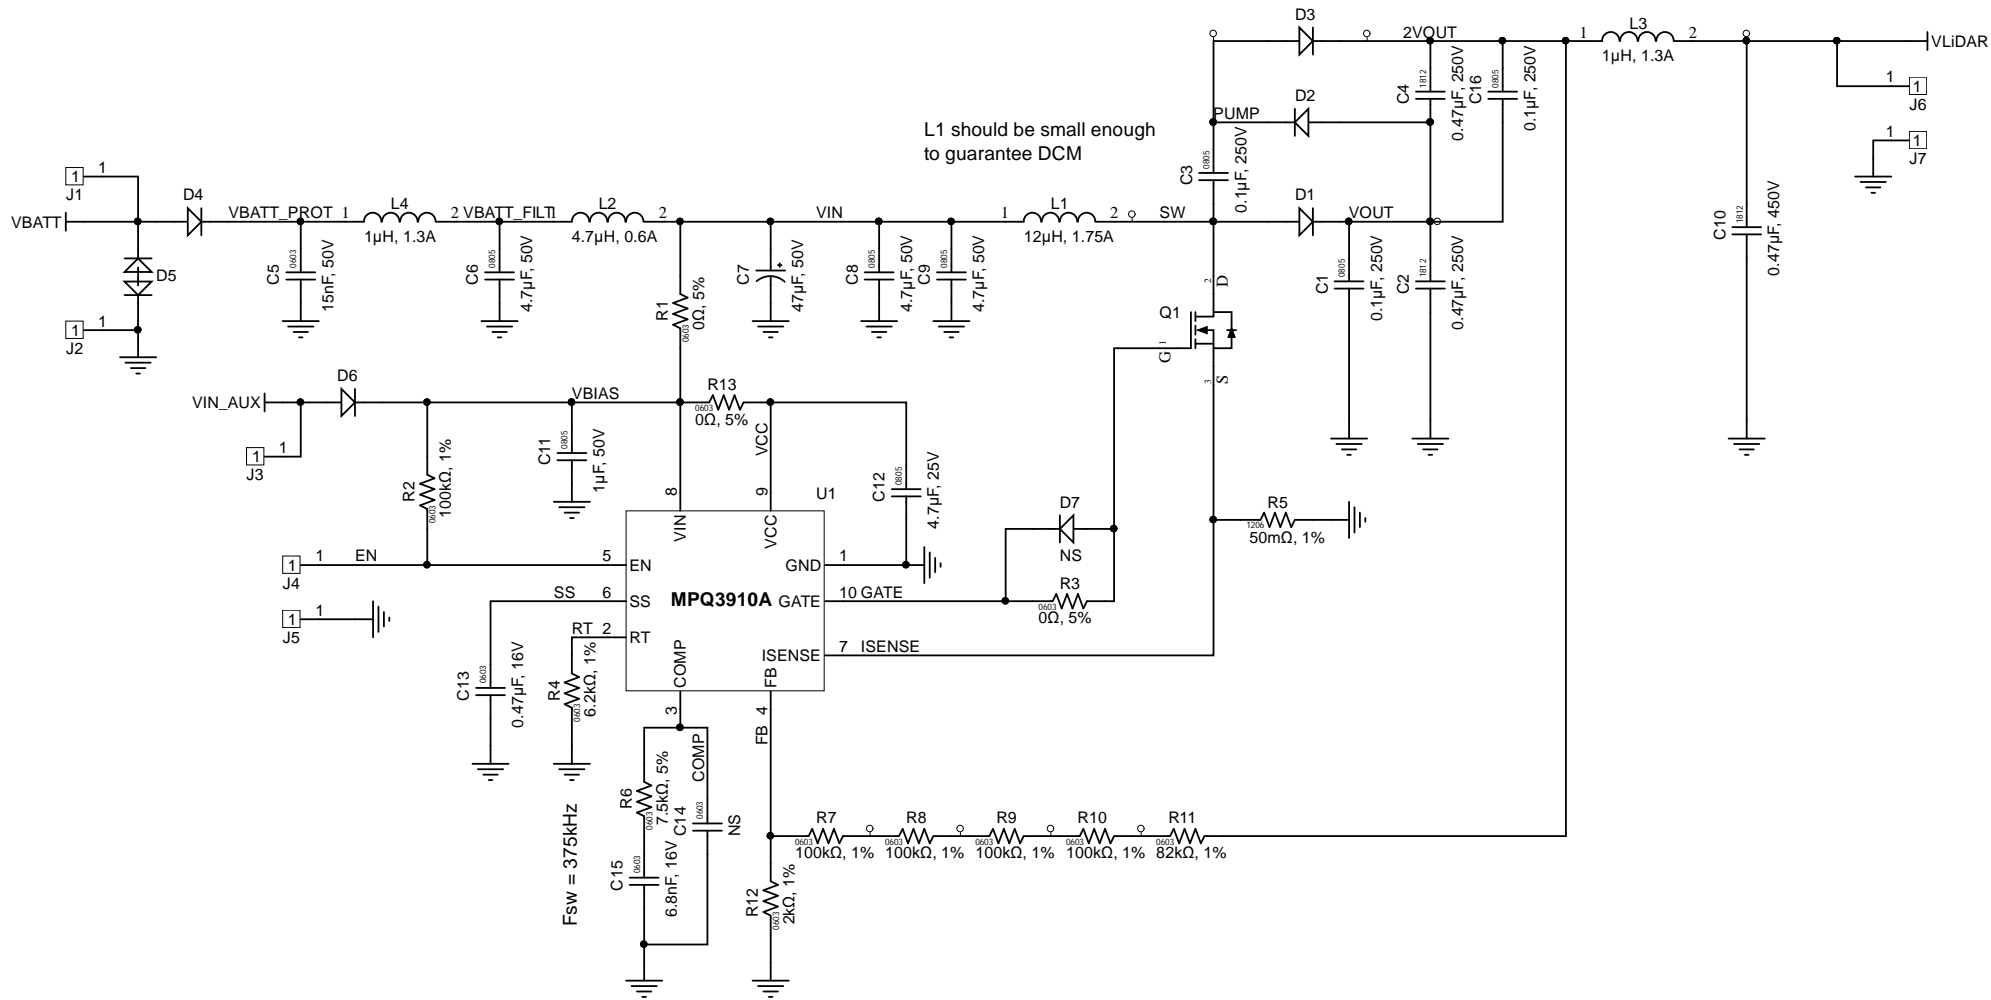 D3
2VOUT
L3
1
2
1µH, 1.3A
VLiDAR
1
1
J6
1
1
J7
C4
1812
0.47µF, 250V
C16
0805
0.1µF, 250V
D2
PUMP
C3
0805
0.1µF, 250V
L1 should be small enough
to guarantee DCM
1
1
J1
VBATT
D4
VBATT_PROT
1
L4
2
1µH, 1.3A
VBATT_FILT
1
L2
2
4.7µH, 0.6A
VIN
1
L1
2
12µH, 1.75A
SW
D1
VOUT
D5
1
1
J2
C5
0603
15nF, 50V
C6
0805
4.7µF, 50V
R1
0603
0Ω, 5%
C7
+
47µF, 50V
C8
0805
4.7µF, 50V
C9
0805
4.7µF, 50V
C1
0805
0.1µF, 250V
C2
1812
0.47µF, 250V
C10
1812
0.47µF, 450V
Q1
2
D
G
1
3
S
VIN_AUX
D6
VBIAS
R13
0603
0Ω, 5%
1
1
J3
R2
0603
100kΩ, 1%
C11
0805
1µF, 50V
VCC
C12
0805
4.7µF, 25V
8
9
U1
VIN
VCC
1
1
J4
EN
5
EN
GND
1
SS
6
SS
MPQ3910A
GATE
10
GATE
1
1
J5
RT
2
RT
ISENSE
7
ISENSE
COMP
FB
D7
NS
R3
0603
0Ω, 5%
R5
1206
50mΩ, 1%
C13
0603
0.47µF, 16V
R4
0603
6.2kΩ, 1%
3
4
FB
COMP
R6
0603
7.5kΩ, 5%
C14
0603
NS
C15
0603
6.8nF, 16V
Fsw = 375kHz
R7
0603
100kΩ, 1%
R8
0603
100kΩ, 1%
R9
0603
100kΩ, 1%
R10
0603
100kΩ, 1%
R11
0603
82kΩ, 1%
R12
0603
2kΩ, 1%